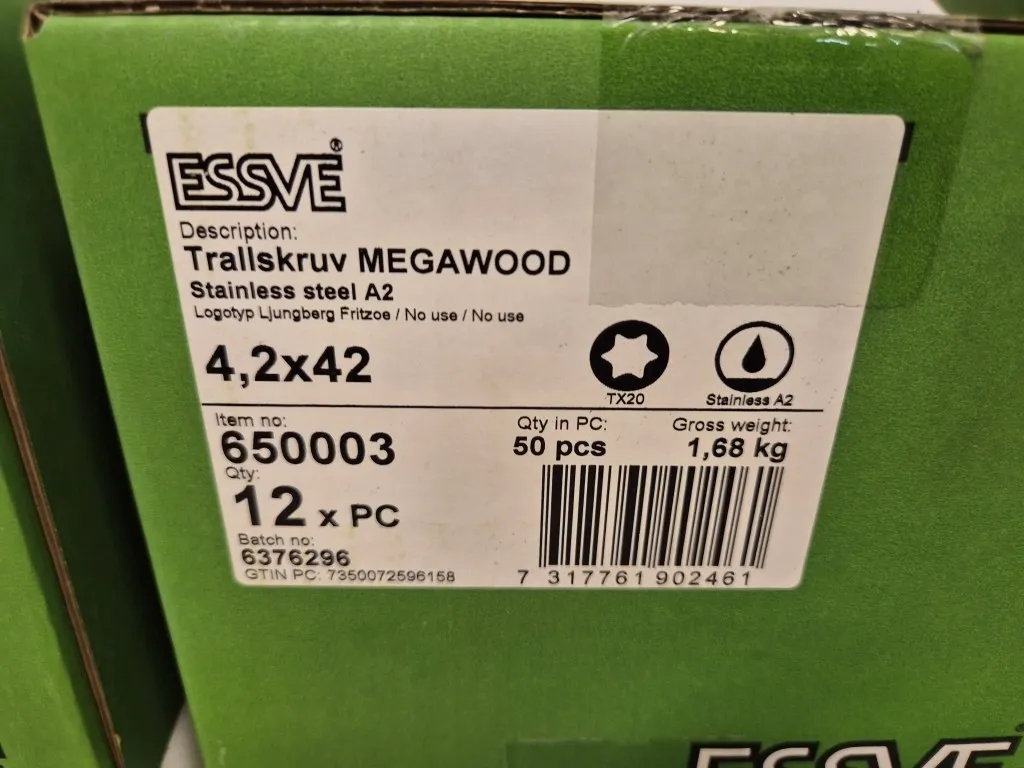 ESSVE®
Description:
Trallskruv MEGAWOOD
Stainless steel A2
Logotyp Ljungberg Fritzoe / No use / No use
4,2x42
TX20
Stainless A2
Item no:
650003
Qty in PC:
50 pcs
Gross weight:
1,68 kg
Qty:
12 x PC
Batch no:
6376296
GTIN PC: 7350072596158
7 317761 902461
ESSVE